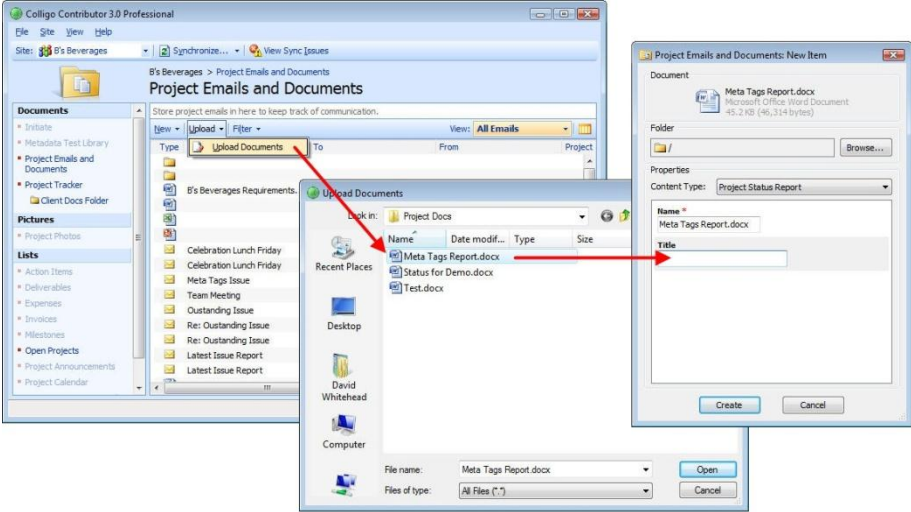 Colligo Contributor 3.0 Professional
File Site View Help
Site: B's Beverages Synchronize... View Sync Issues
B's Beverages > Project Emails and Documents
Project Emails and Documents
Documents
Store project emails in here to keep track of communication.
Initiate
Metadata Test Library
Project Emails and
Documents
Project Tracker
Client Docs Folder
Pictures
Project Photos
Lists
Action Items
Deliverables
Expenses
Invoices
Milestones
Open Projects
Project Announcements
Project Calendar
New Upload Filter View: All Emails
Type To From Project
Upload Documents
B's Beverages Requirements.
Celebration Lunch Friday
Celebration Lunch Friday
Meta Tags Issue
Team Meeting
Oustanding Issue
Re: Oustanding Issue
Re: Oustanding Issue
Latest Issue Report
Latest Issue Report
Upload Documents
Look in: Project Docs
Name Date modif... Type Size
Meta Tags Report.docx
Status for Demo.docx
Test.docx
Recent Places
Desktop
David
Whitehead
Computer
File name: Meta Tags Report.docx Open
Files of type: All Files (*.*) Cancel
Project Emails and Documents: New Item
Document
Meta Tags Report.docx
Microsoft Office Word Document
45.2 KB (46,314 bytes)
Folder
/ Browse...
Properties
Content Type: Project Status Report
Name *
Meta Tags Report.docx
Title
Create Cancel